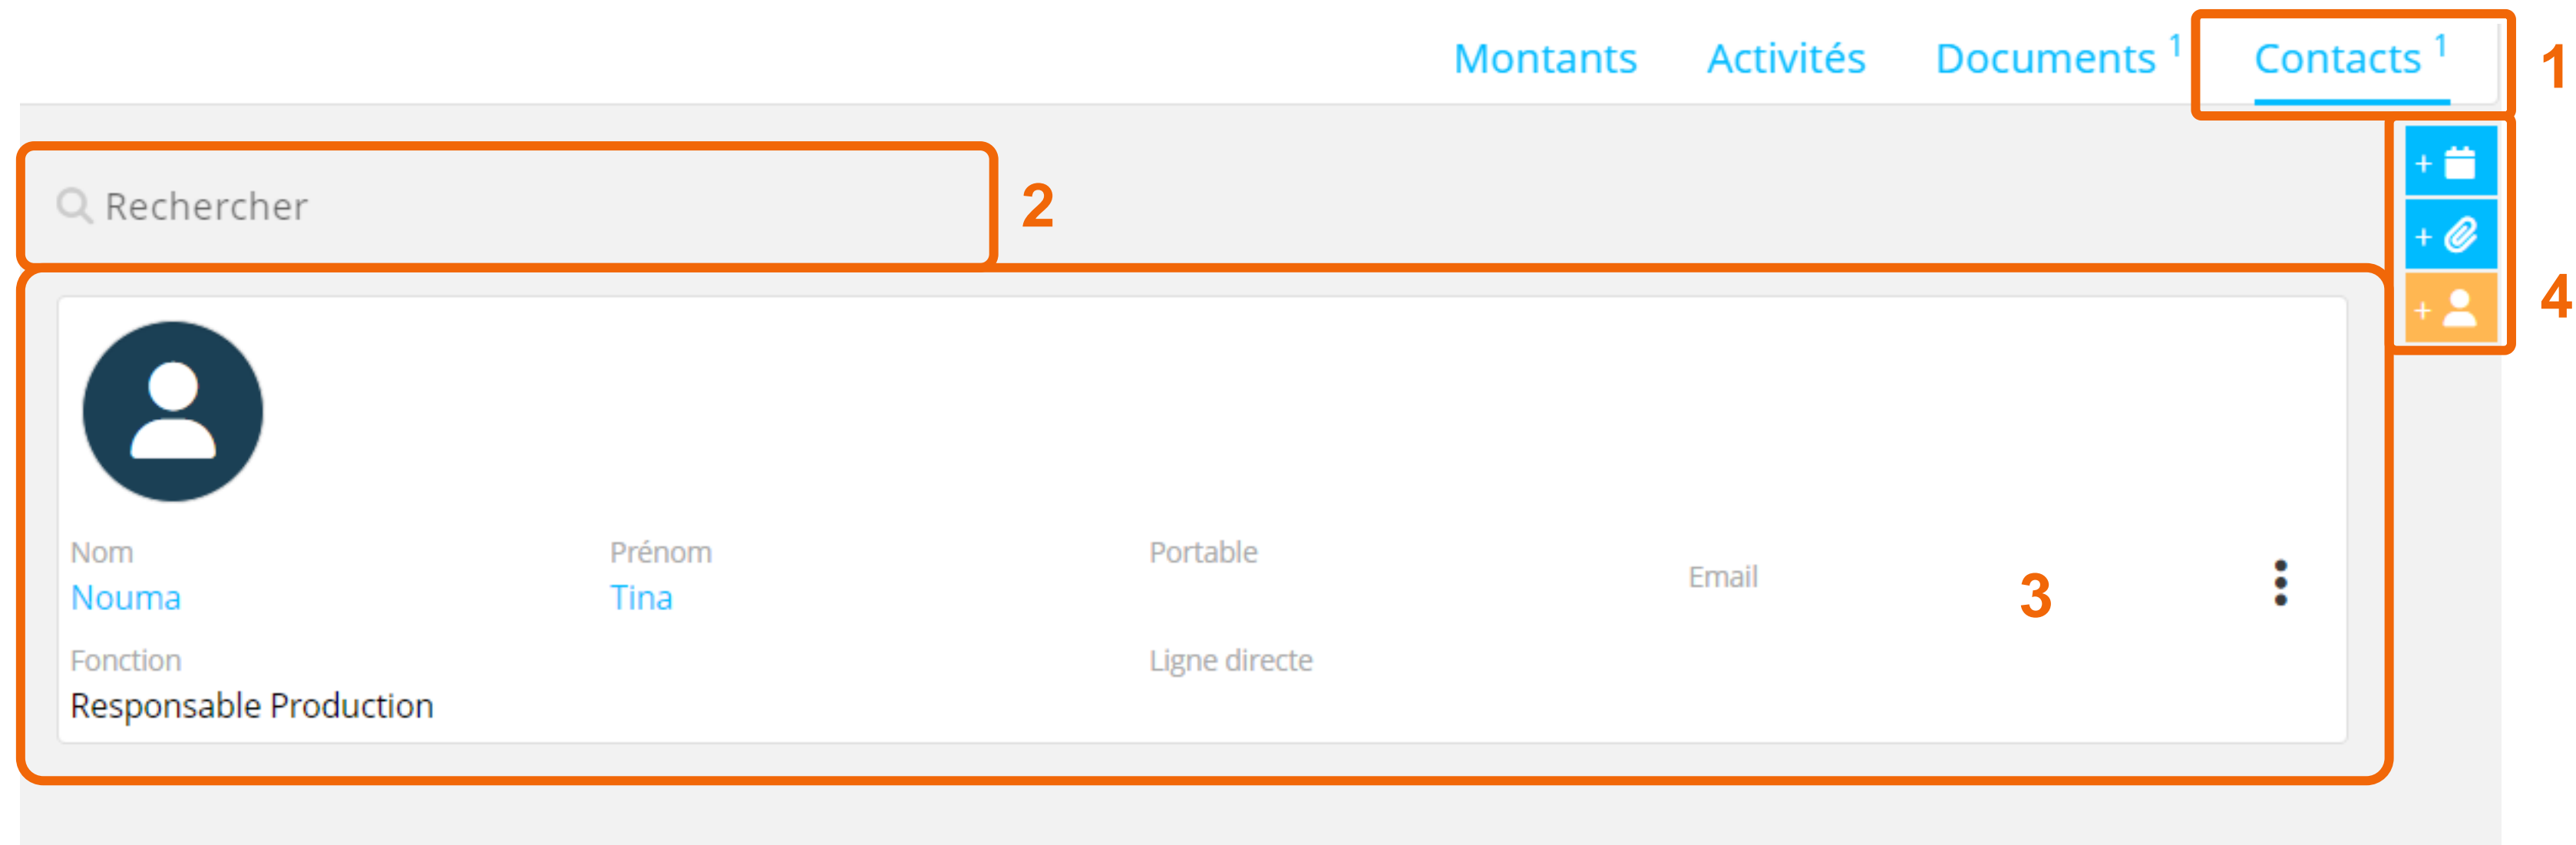 Montants Activités Documents 1 Contacts 1 1
+
Rechercher 2
+
+ 4
Nom Prénom Portable
Email 3
Nouma Tina
Fonction Ligne directe
Responsable Production